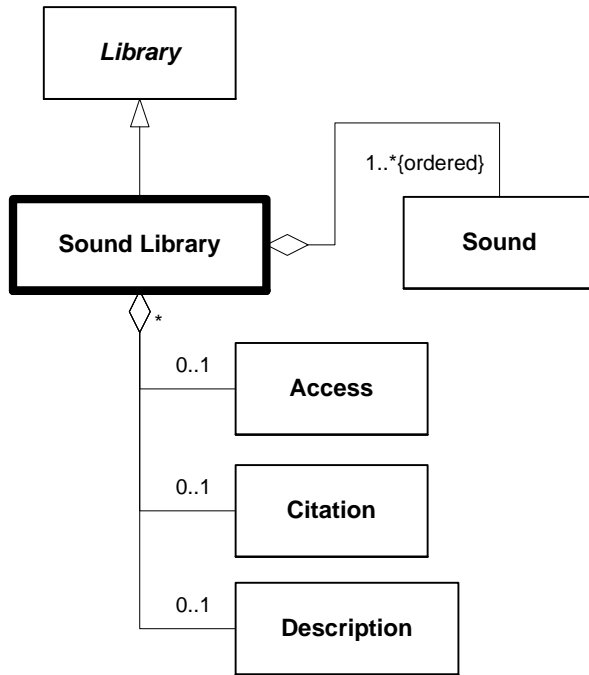 Library
1..*{ordered}
Sound Library
Sound
*
0..1
Access
0..1
Citation
0..1
Description